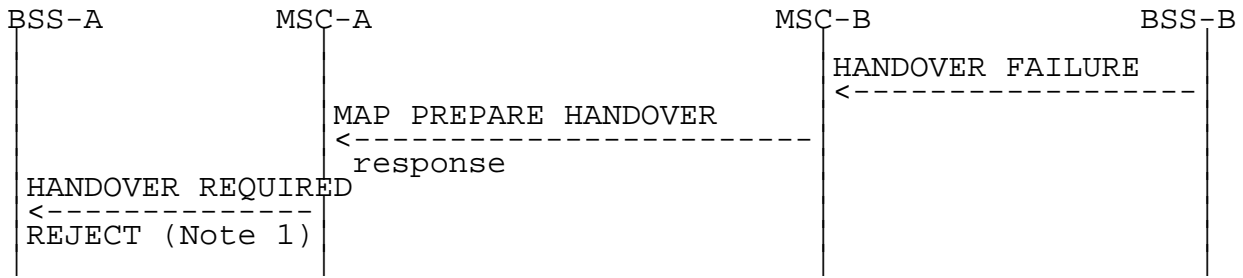 BSS-A MSC-A MSC-B BSS-B
HANDOVER FAILURE
MAP PREPARE HANDOVER
response
HANDOVER REQUIRED
REJECT (Note 1)